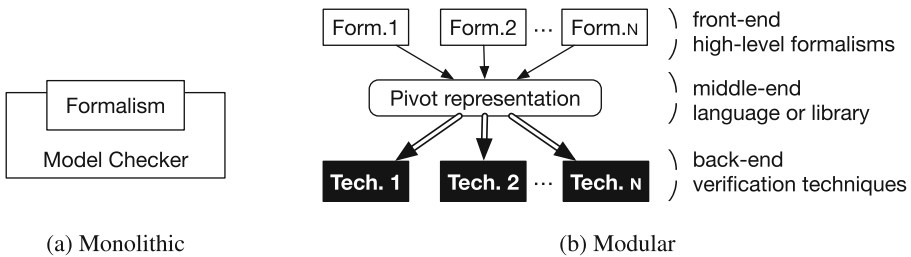 Formalism
Model Checker
(a) Monolithic
Form.1 Form.2 ... Form.N
front-end
high-level formalisms
Pivot representation
middle-end
language or library
Tech. 1 Tech. 2 ... Tech. N
back-end
verification techniques
(b) Modular